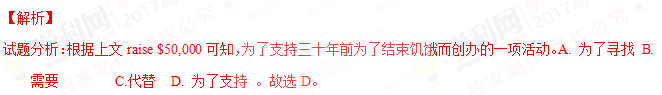 【解析】
试题分析:根据上文 raise $50,000 可知,为了支持三十年前为了结束饥饿而创办的一项活动。A. 为了寻找 B.
需要 C.代替 D. 为了支持 。故选 D。